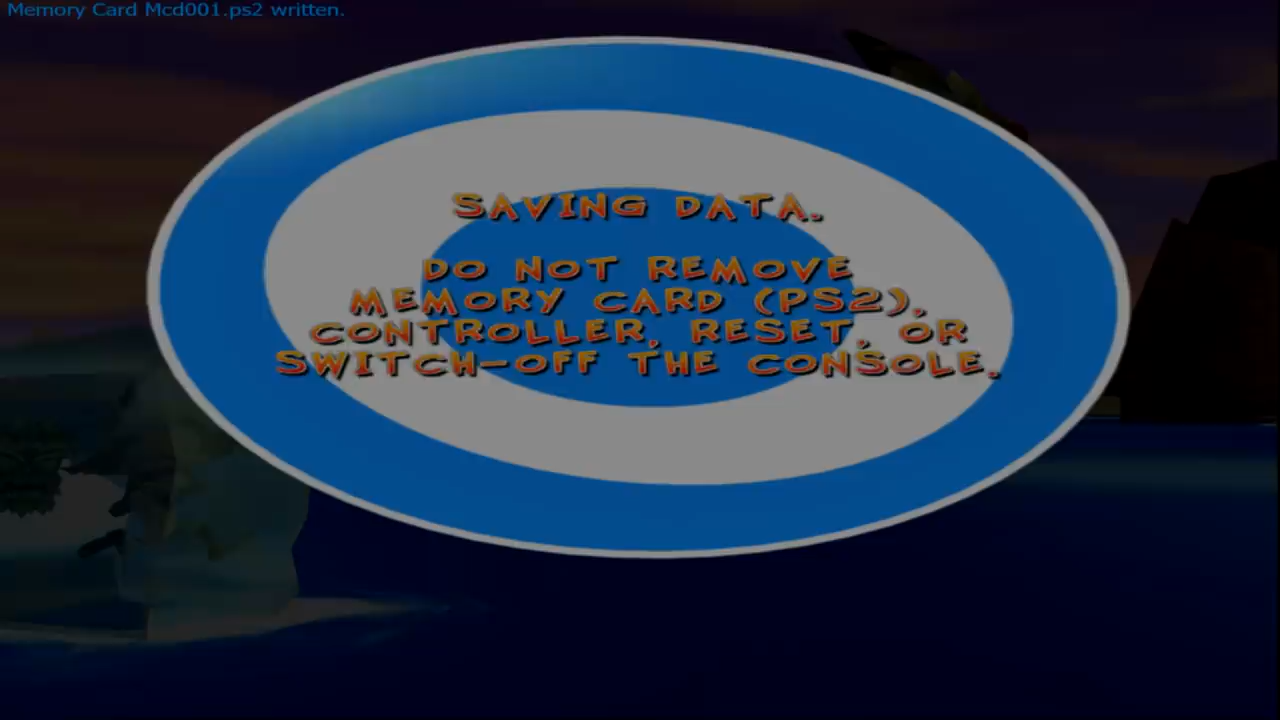 Memory Card Mcd001.ps2 written.
SAVING DATA.
DO NOT REMOVE
MEMORY CARD (PS2),
CONTROLLER, RESET, OR
SWITCH-OFF THE CONSOLE.